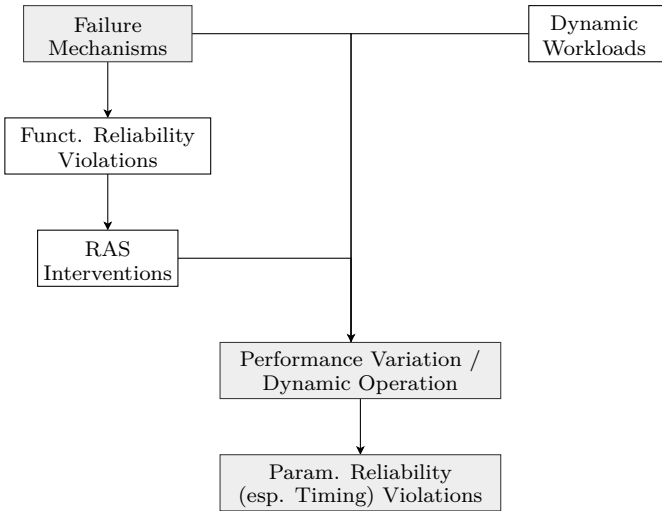 Failure
Mechanisms
Dynamic
Workloads
Funct. Reliability
Violations
RAS
Interventions
Performance Variation /
Dynamic Operation
Param. Reliability
(esp. Timing) Violations